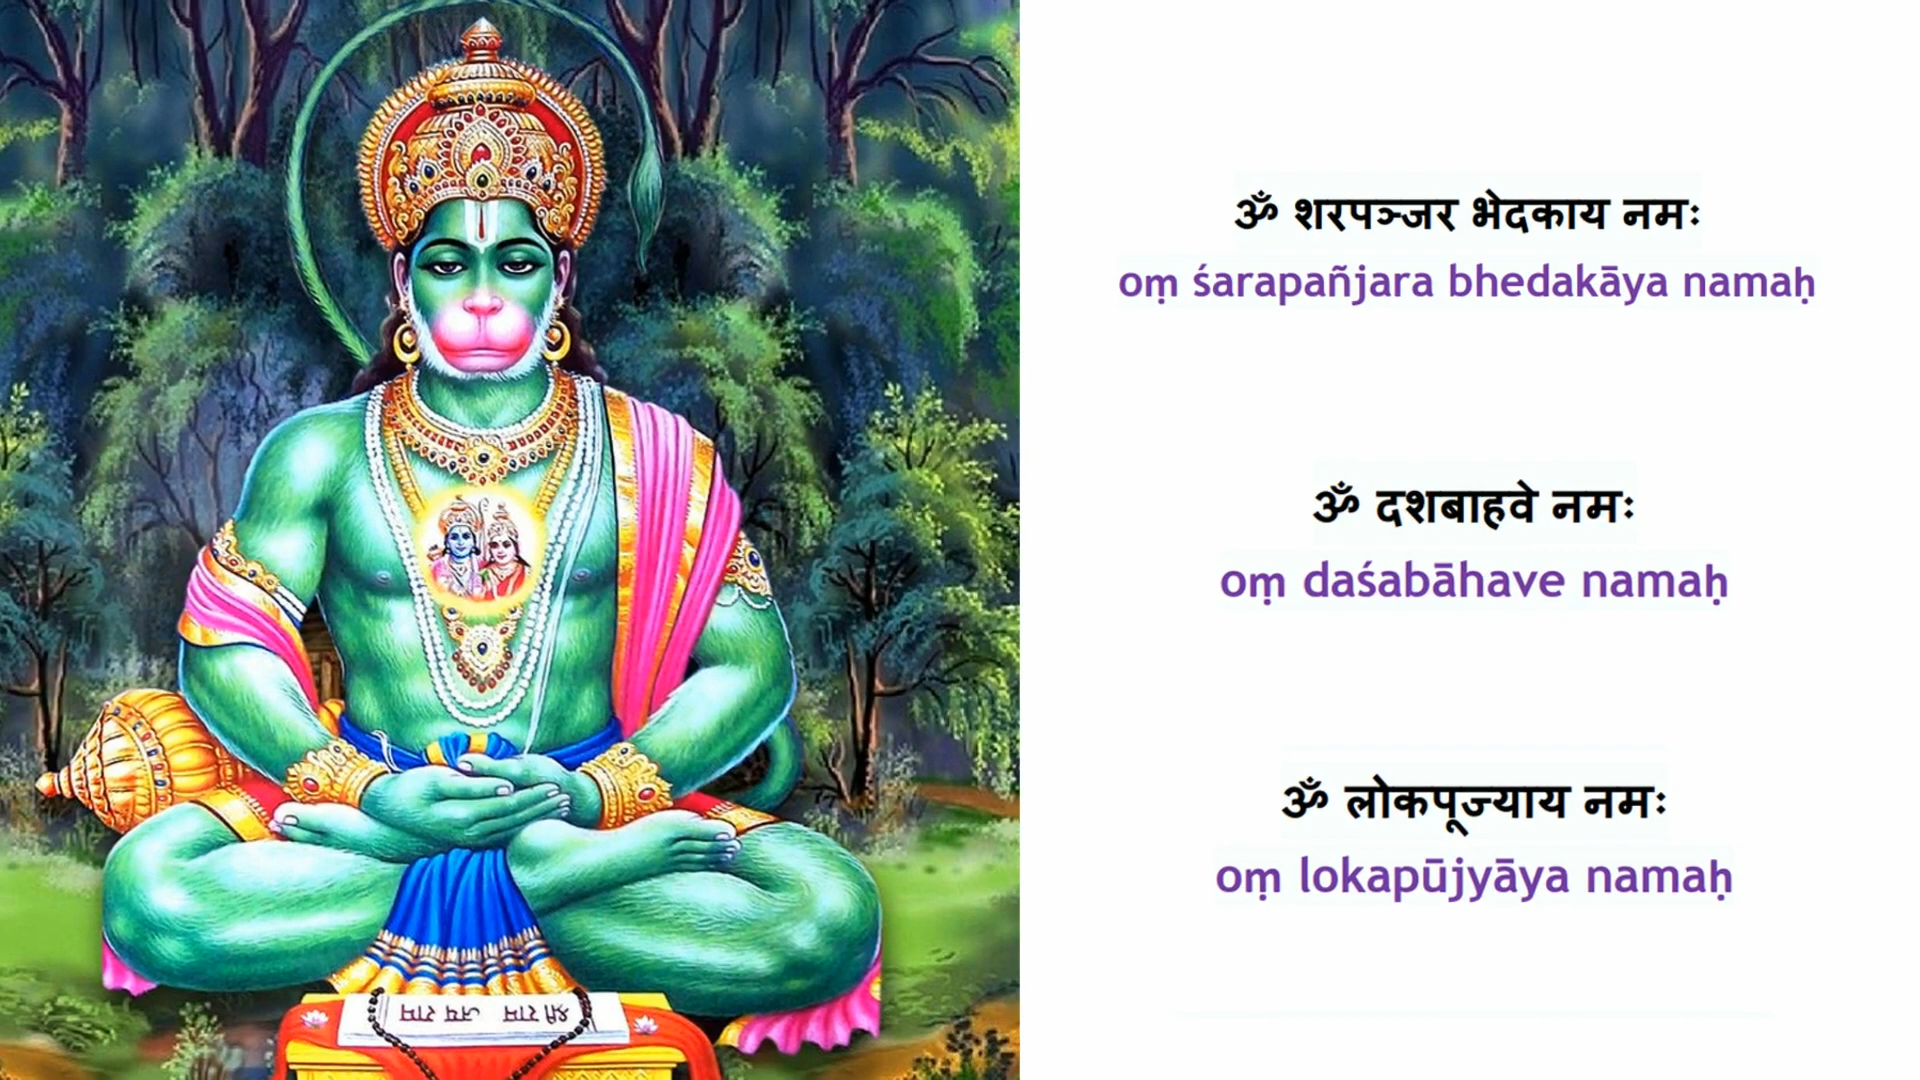 ॐ शरपञ्जर भेदकाय नमः
oṃ śarapañjara bhedakāya namaḥ
ॐ दशबाहवे नमः
oṃ daśabāhave namaḥ
ॐ लोकपूज्याय नमः
oṃ lokapūjyāya namaḥ
श्री राम जय राम